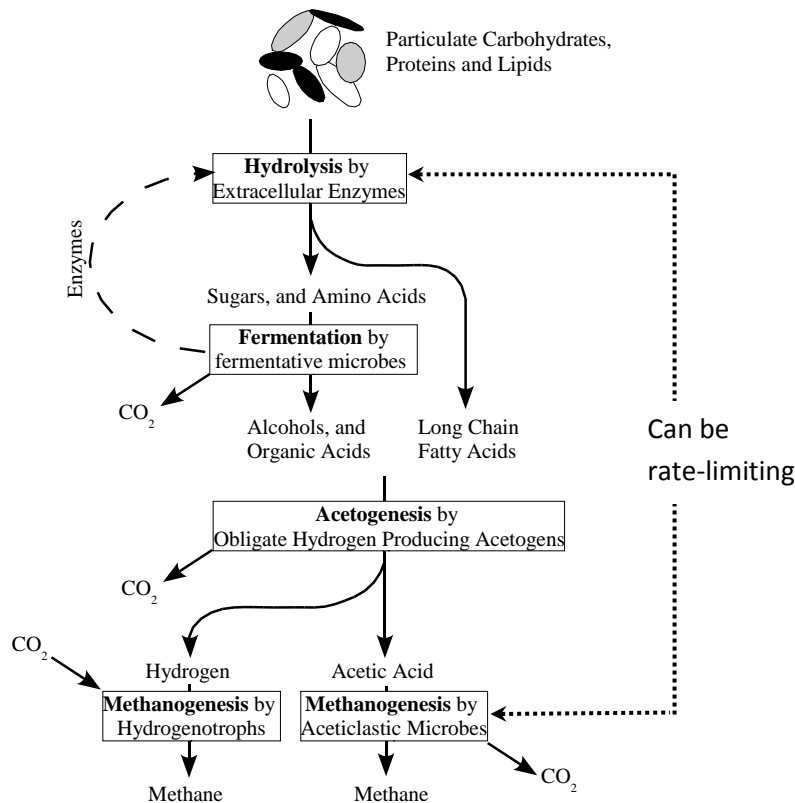 Particulate Carbohydrates,
Proteins and Lipids
Hydrolysis by
Extracellular Enzymes
Enzymes
Sugars, and Amino Acids
Fermentation by
fermentative microbes
CO2
Alcohols, and
Organic Acids
Long Chain
Fatty Acids
Can be
rate-limiting
Acetogenesis by
Obligate Hydrogen Producing Acetogens
CO2
CO2
Hydrogen
Acetic Acid
Methanogenesis by
Hydrogenotrophs
Methanogenesis by
Aceticlastic Microbes
CO2
Methane
Methane